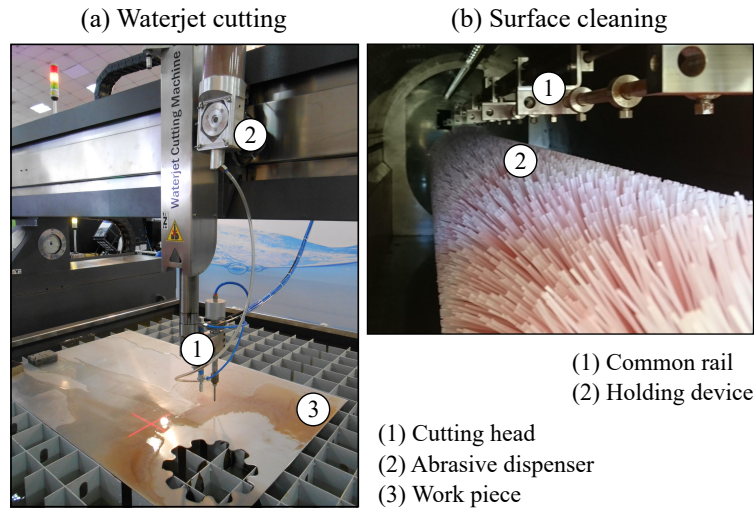 (a) Waterjet cutting
(b) Surface cleaning
Waterjet Cutting Machine
2
1
3
1
2
(1) Common rail
(2) Holding device
(1) Cutting head
(2) Abrasive dispenser
(3) Work piece